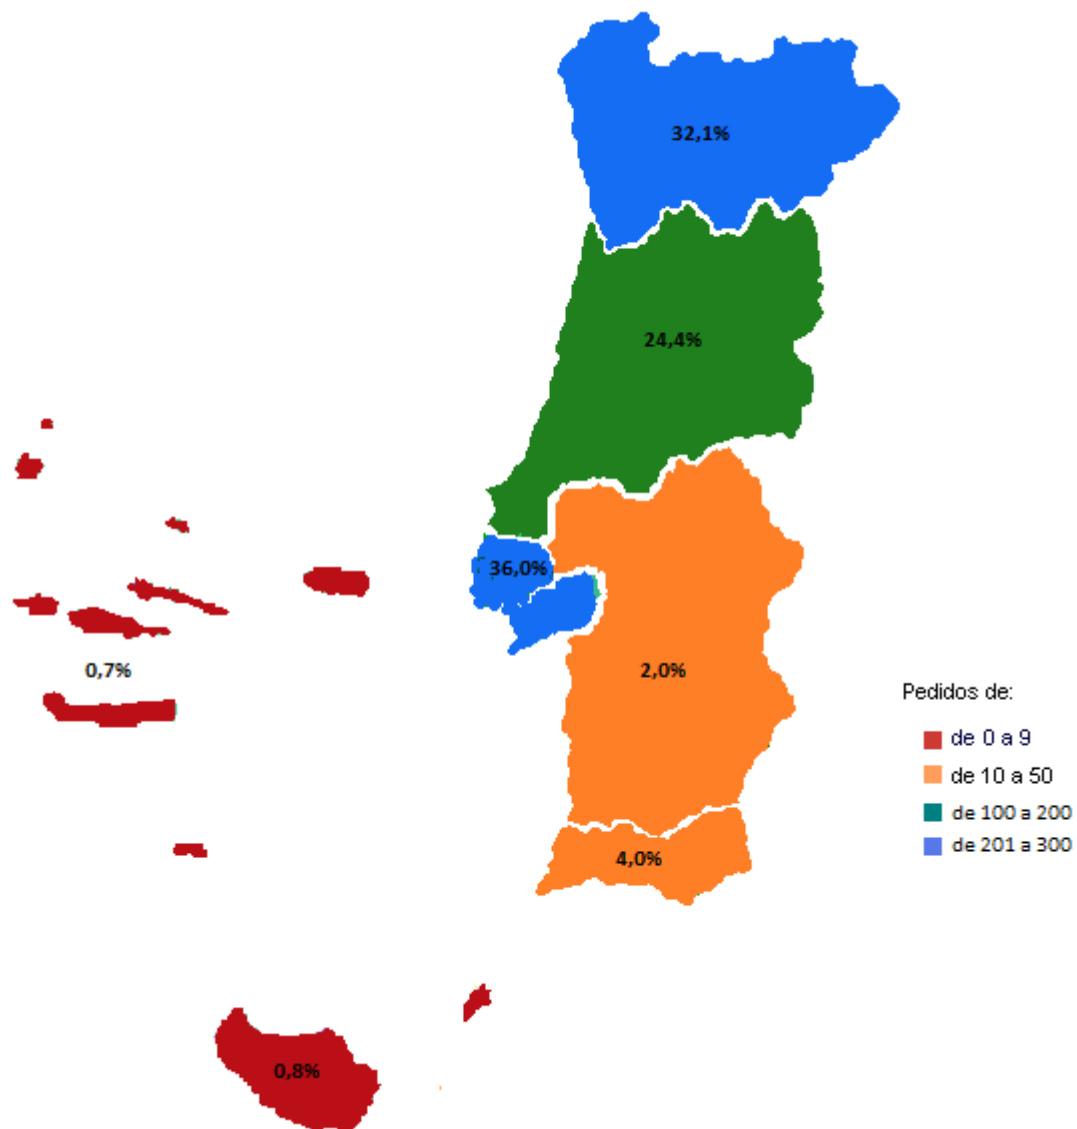 32,1%
24,4%
36,0%
0,7%
2,0%
4,0%
0,8%
Pedidos de:
de 0 a 9
de 10 a 50
de 100 a 200
de 201 a 300